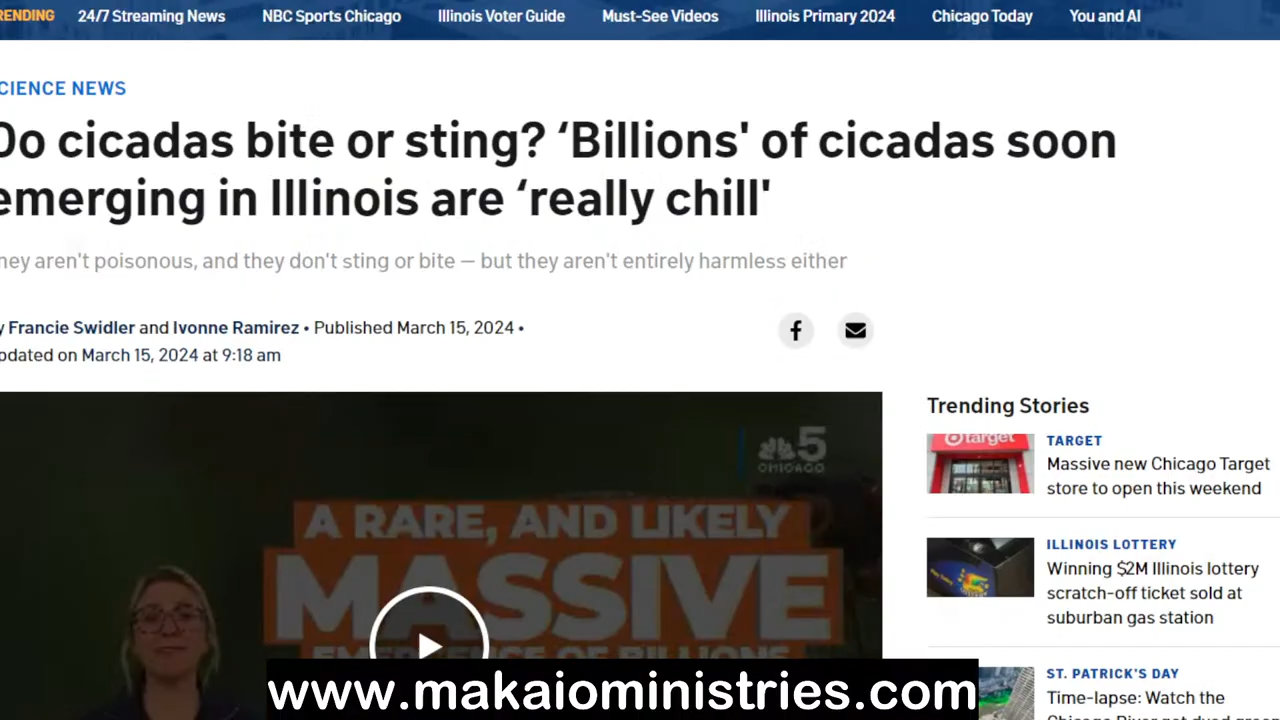 RENDING 24/7 Streaming News NBC Sports Chicago Illinois Voter Guide Must-See Videos Illinois Primary 2024 Chicago Today You and AI
CIENCE NEWS
Do cicadas bite or sting? ‘Billions' of cicadas soon
emerging in Illinois are ‘really chill'
hey aren't poisonous, and they don't sting or bite — but they aren't entirely harmless either
y Francie Swidler and Ivonne Ramirez • Published March 15, 2024 •
pdated on March 15, 2024 at 9:18 am
5
CHICAGO
A RARE, AND LIKELY
MASSIVE
EMERGENCE OF BILLIONS
Trending Stories
target
TARGET
Massive new Chicago Target
store to open this weekend
ILLINOIS LOTTERY
Winning $2M Illinois lottery
scratch-off ticket sold at
suburban gas station
ST. PATRICK'S DAY
Time-lapse: Watch the
www.makaioministries.com